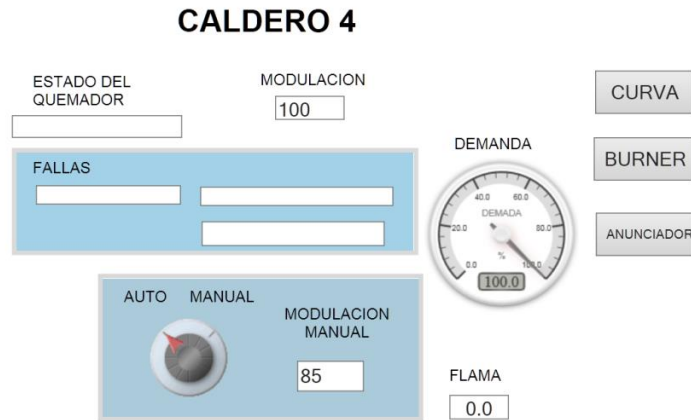 CALDERO 4
ESTADO DEL
QUEMADOR
MODULACION
100
CURVA
DEMANDA
BURNER
FALLAS
40.0 60.0
DEMADA
20.0 80.0
%
0.0 100.0
100.0
ANUNCIADOR
AUTO MANUAL
MODULACION
MANUAL
85
FLAMA
0.0